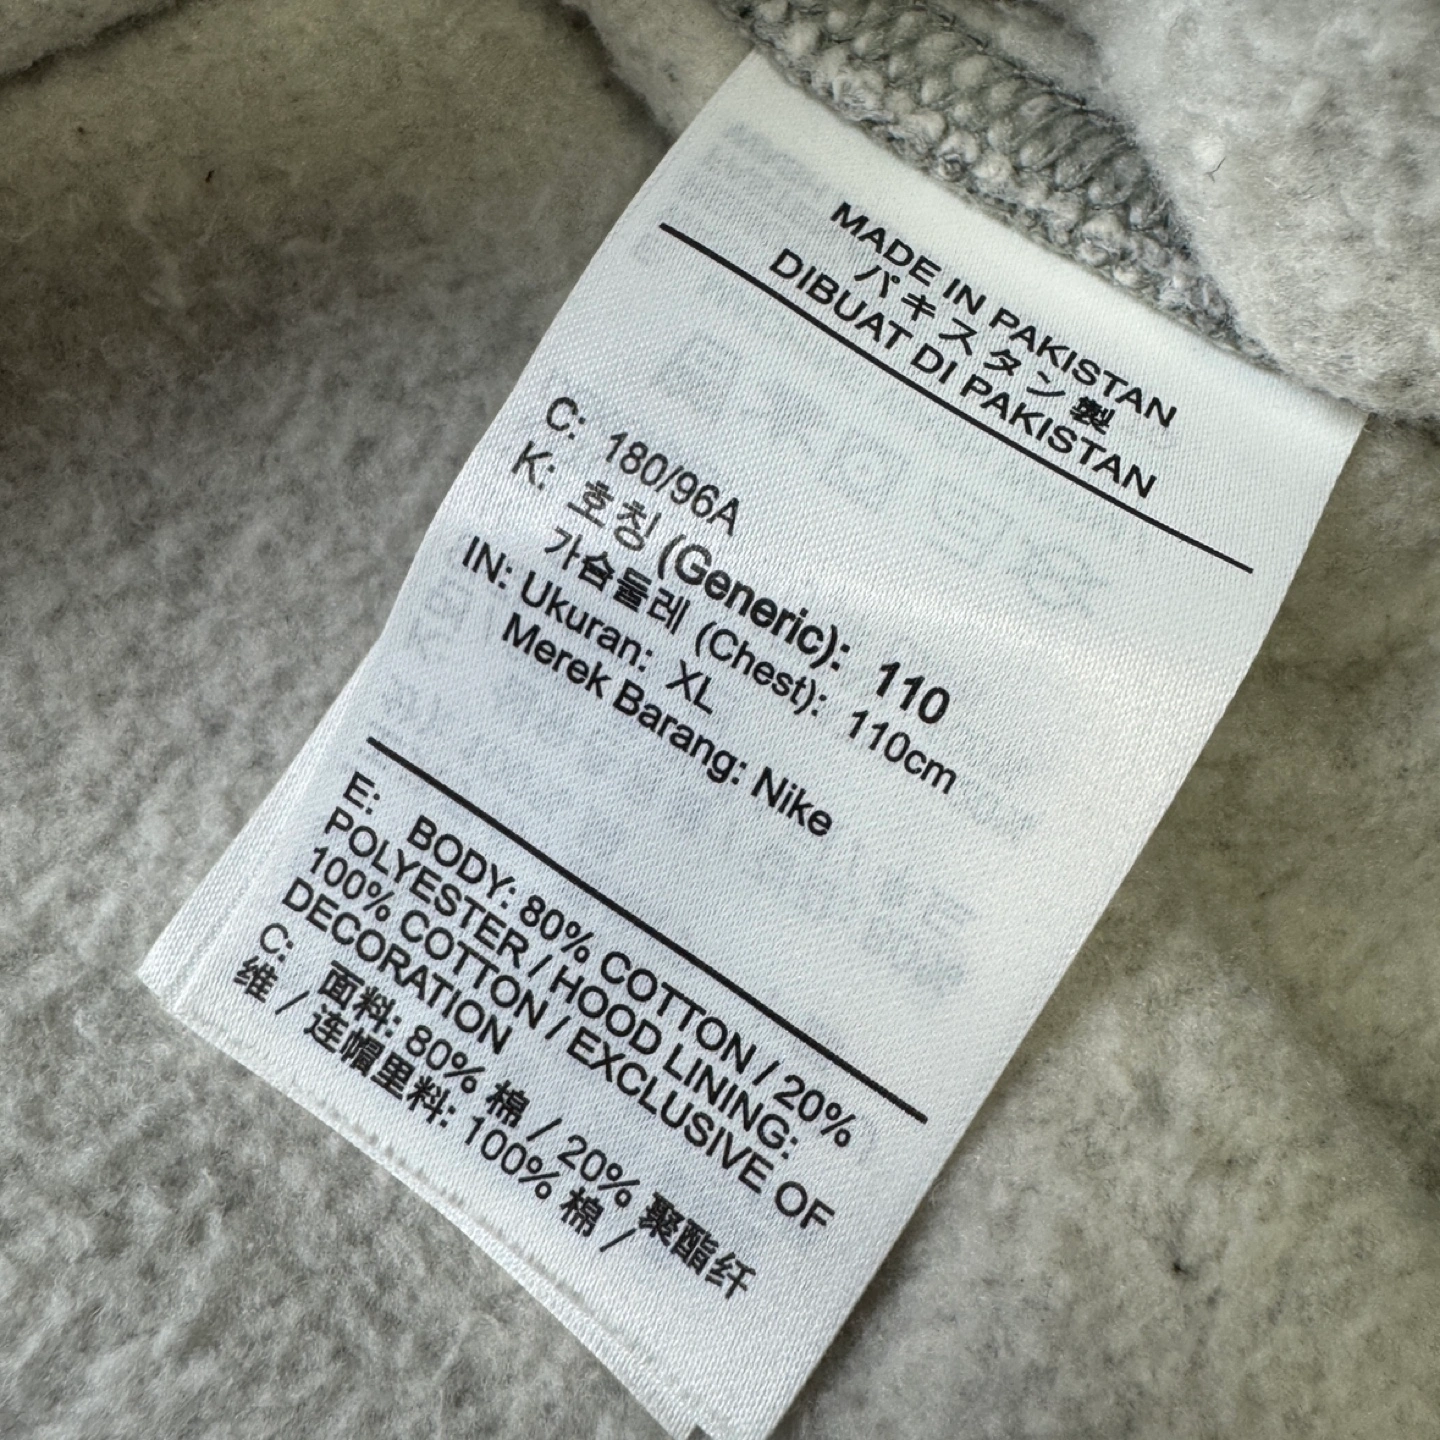 MADE IN PAKISTAN
パキスタン製
DIBUAT DI PAKISTAN
C: 180/96A
K: 호칭 (Generic): 110
가슴둘레 (Chest): 110cm
IN: Ukuran: XL
Merek Barang: Nike
E: BODY: 80% COTTON / 20%
POLYESTER / HOOD LINING:
100% COTTON / EXCLUSIVE OF
DECORATION
C: 面料: 80% 棉 / 20% 聚酯纤
维 / 连帽里料: 100% 棉 /